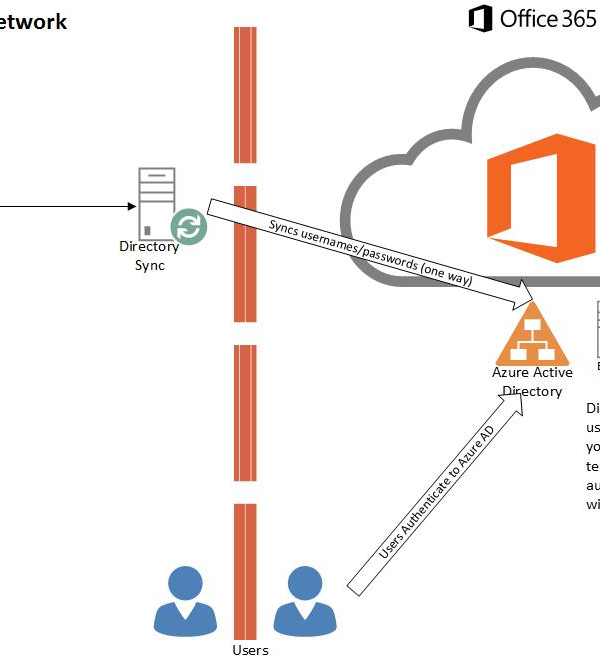 etwork
Office 365
Syncs usernames/passwords (one way)
Directory
Sync
Azure Active
Directory
Di
us
yo
te
au
wi
Users Authenticate to Azure AD
Users